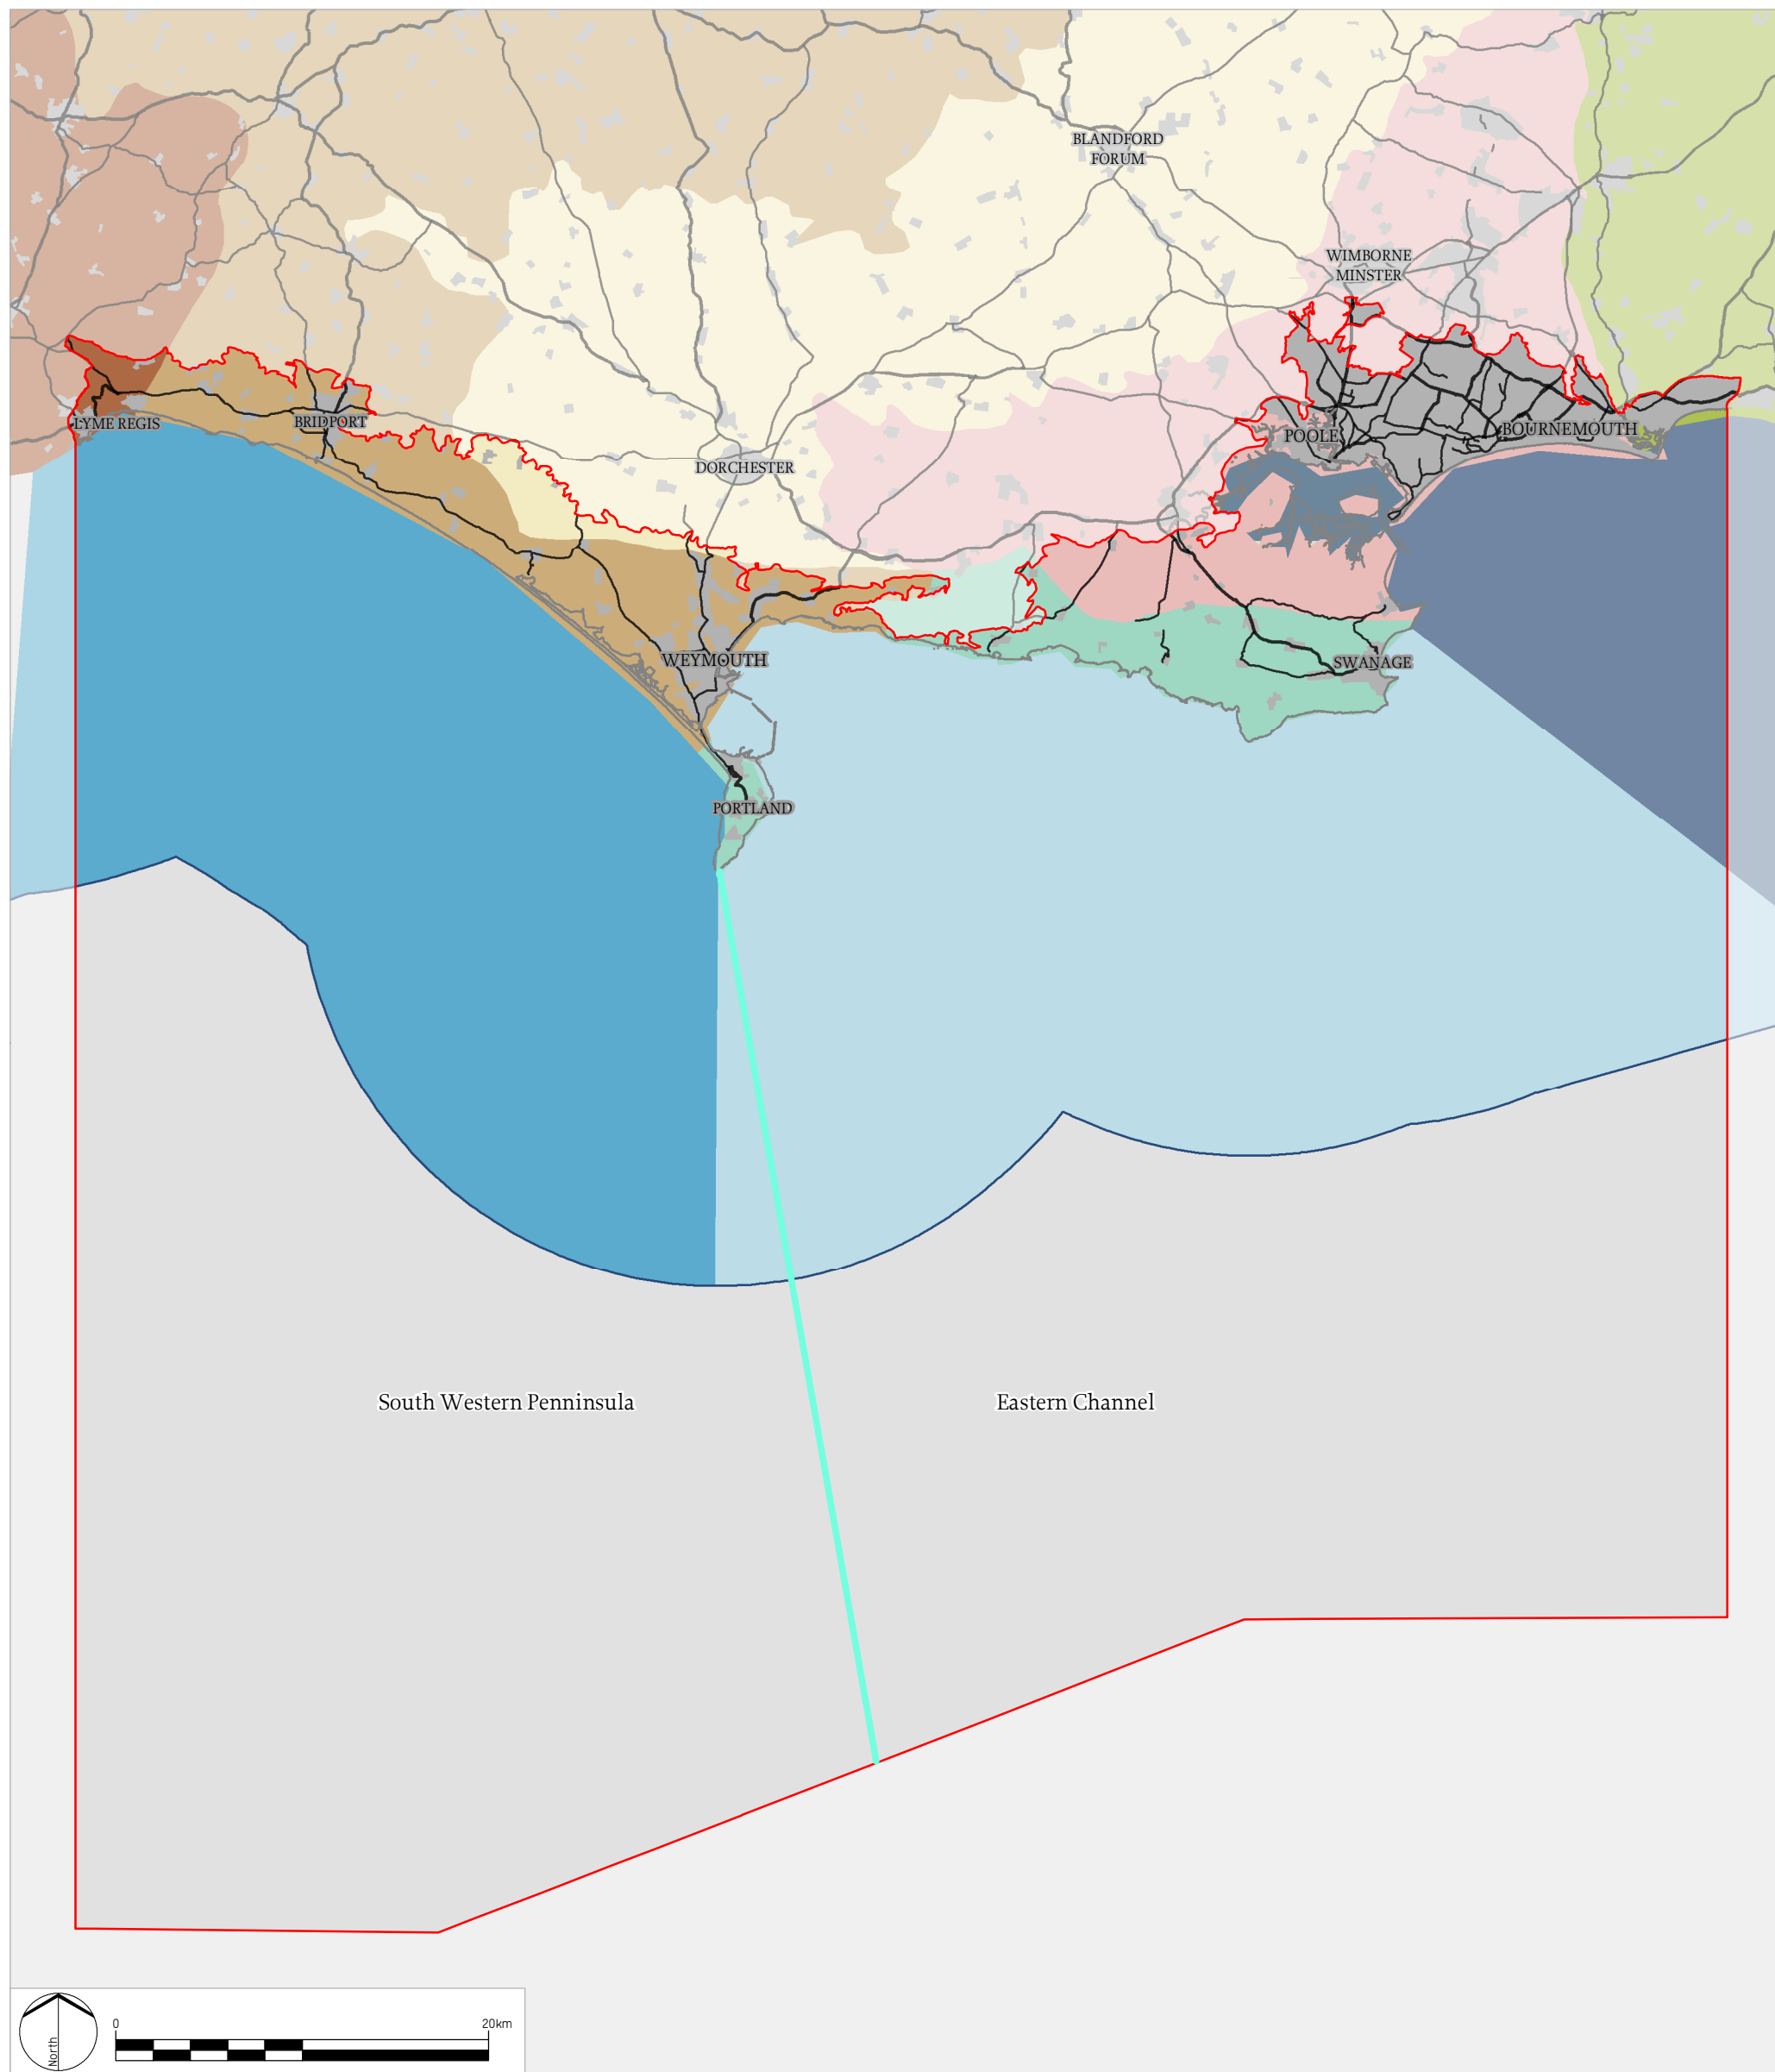 BLANDFORD
FORUM
WIMBORNE
MINSTER
LYME REGIS
BRIDPORT
POOLE
BOURNEMOUTH
DORCHESTER
WEYMOUTH
SWANAGE
PORTLAND
South Western Penninsula
Eastern Channel
North
0
20km